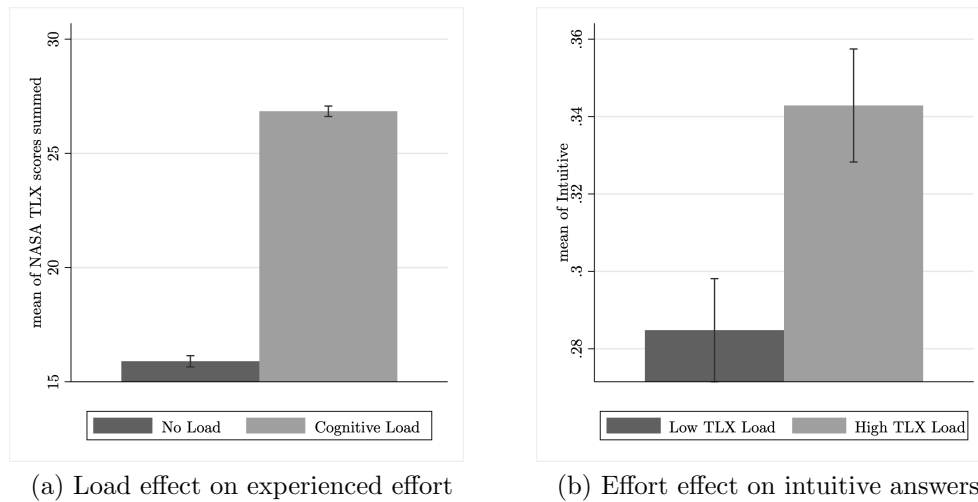 mean of NASA TLX scores summed
30
25
20
15
No Load
Cognitive Load
(a) Load effect on experienced effort
mean of Intuitive
.36
.34
.32
.3
.28
Low TLX Load
High TLX Load
(b) Effort effect on intuitive answers